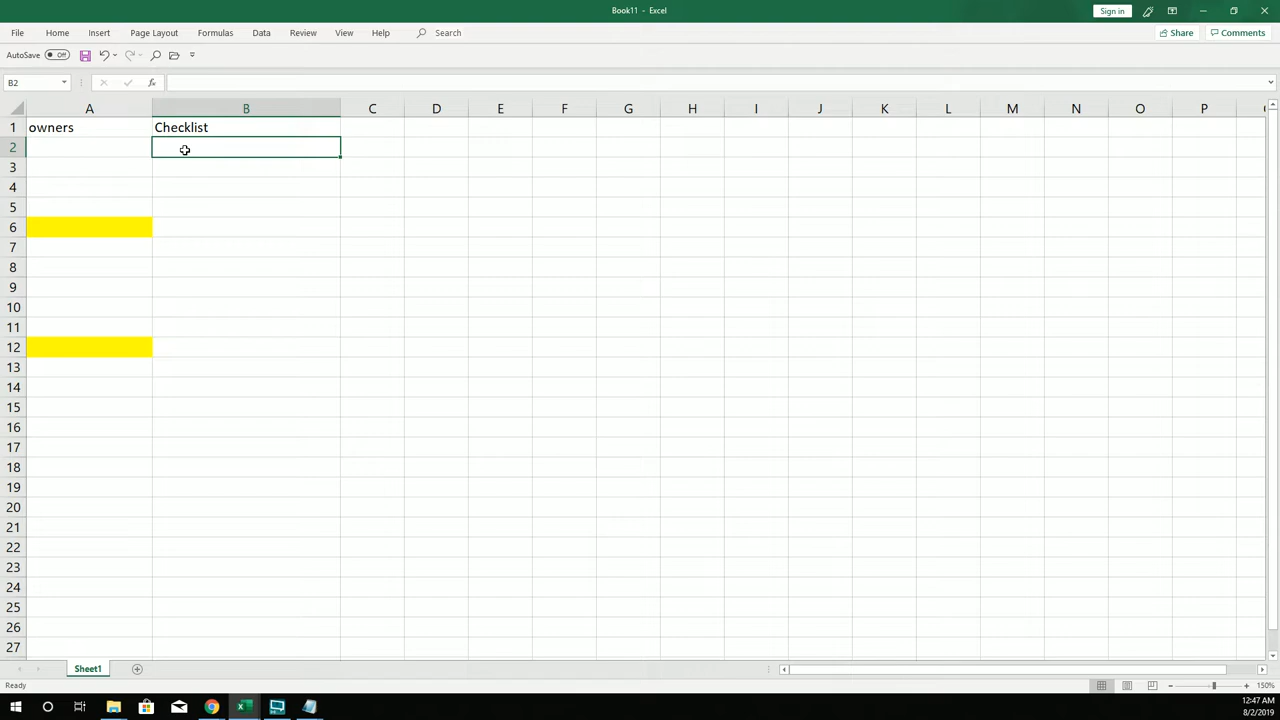 Book11 - Excel
Sign in
File Home Insert Page Layout Formulas Data Review View Help Search
Share Comments
AutoSave Off
B2
fx
A B C D E F G H I J K L M N O P
1 owners Checklist
2
3
4
5
6
7
8
9
10
11
12
13
14
15
16
17
18
19
20
21
22
23
24
25
26
27
Sheet1
Ready
150%
12:47 AM
8/2/2019